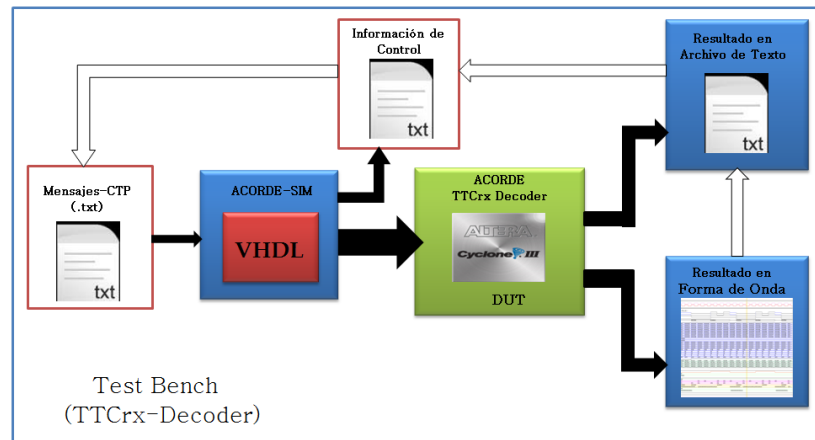 Información de
Control
txt
Resultado en
Archivo de Texto
txt
Mensajes-CTP
(.txt)
txt
ACORDE-SIM
VHDL
ACORDE
TTCrx Decoder
ALTERA
Cyclone III
DUT
Resultado en
Forma de Onda
Test Bench
(TTCrx-Decoder)